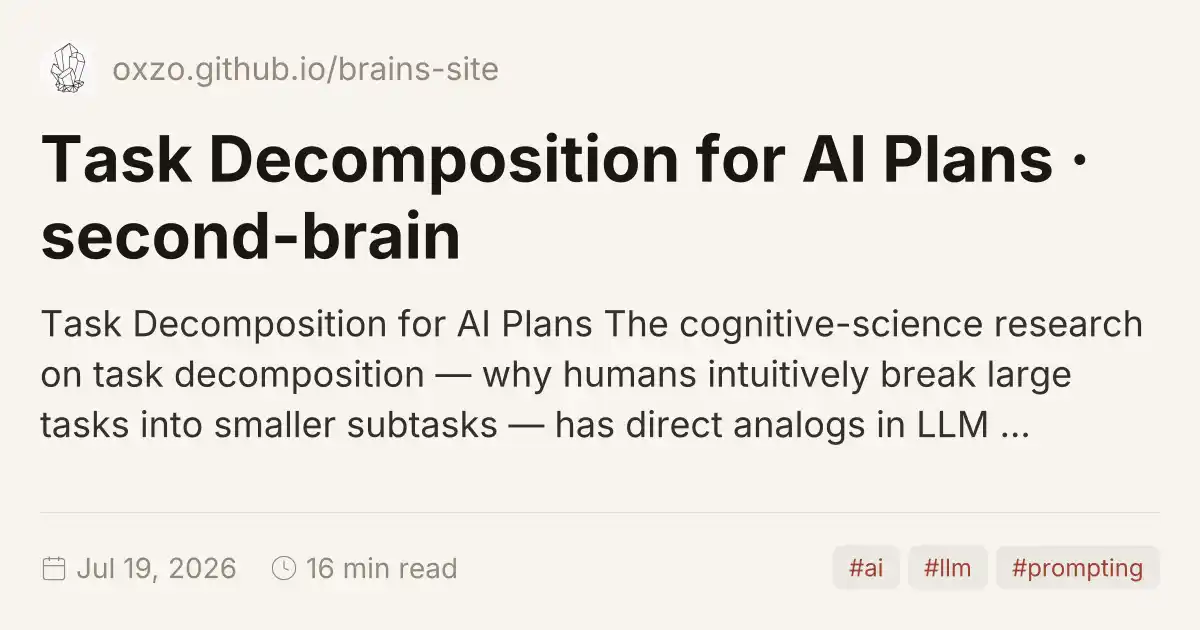 oxzo.github.io/brains-site
Task Decomposition for AI Plans ·
second-brain
Task Decomposition for AI Plans The cognitive-science research
on task decomposition — why humans intuitively break large
tasks into smaller subtasks — has direct analogs in LLM ...
Jul 19, 2026 16 min read #ai #llm #prompting